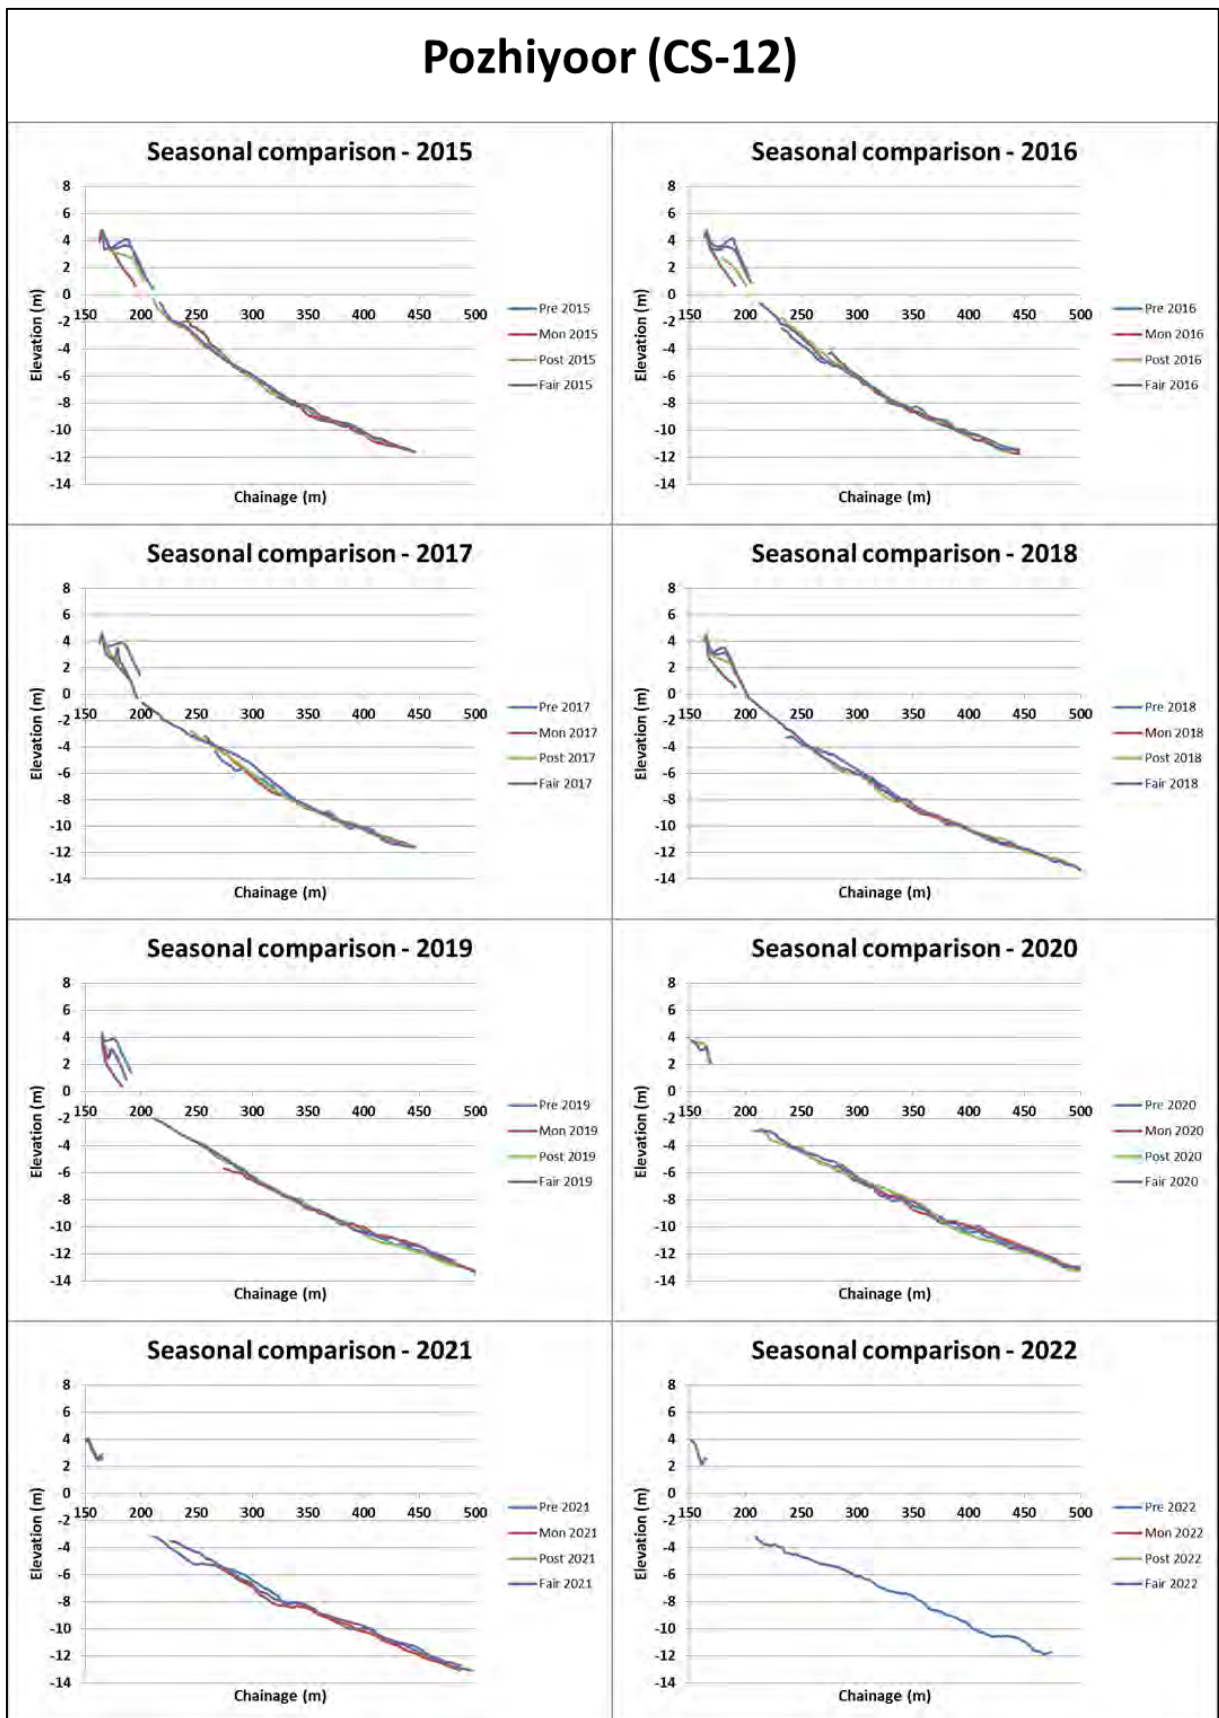 Pozhiyoor (CS-12)
Seasonal comparison - 2015
8
6
4
2
0
-2
-4
-6
-8
-10
-12
-14
150 200 250 300 350 400 450 500
Elevation (m)
Chainage (m)
Pre 2015
Mon 2015
Post 2015
Fair 2015
Seasonal comparison - 2016
8
6
4
2
0
-2
-4
-6
-8
-10
-12
-14
150 200 250 300 350 400 450 500
Elevation (m)
Chainage (m)
Pre 2016
Mon 2016
Post 2016
Fair 2016
Seasonal comparison - 2017
8
6
4
2
0
-2
-4
-6
-8
-10
-12
-14
150 200 250 300 350 400 450 500
Elevation (m)
Chainage (m)
Pre 2017
Mon 2017
Post 2017
Fair 2017
Seasonal comparison - 2018
8
6
4
2
0
-2
-4
-6
-8
-10
-12
-14
150 200 250 300 350 400 450 500
Elevation (m)
Chainage (m)
Pre 2018
Mon 2018
Post 2018
Fair 2018
Seasonal comparison - 2019
8
6
4
2
0
-2
-4
-6
-8
-10
-12
-14
150 200 250 300 350 400 450 500
Elevation (m)
Chainage (m)
Pre 2019
Mon 2019
Post 2019
Fair 2019
Seasonal comparison - 2020
8
6
4
2
0
-2
-4
-6
-8
-10
-12
-14
150 200 250 300 350 400 450 500
Elevation (m)
Chainage (m)
Pre 2020
Mon 2020
Post 2020
Fair 2020
Seasonal comparison - 2021
8
6
4
2
0
-2
-4
-6
-8
-10
-12
-14
150 200 250 300 350 400 450 500
Elevation (m)
Chainage (m)
Pre 2021
Mon 2021
Post 2021
Fair 2021
Seasonal comparison - 2022
8
6
4
2
0
-2
-4
-6
-8
-10
-12
-14
150 200 250 300 350 400 450 500
Elevation (m)
Chainage (m)
Pre 2022
Mon 2022
Post 2022
Fair 2022